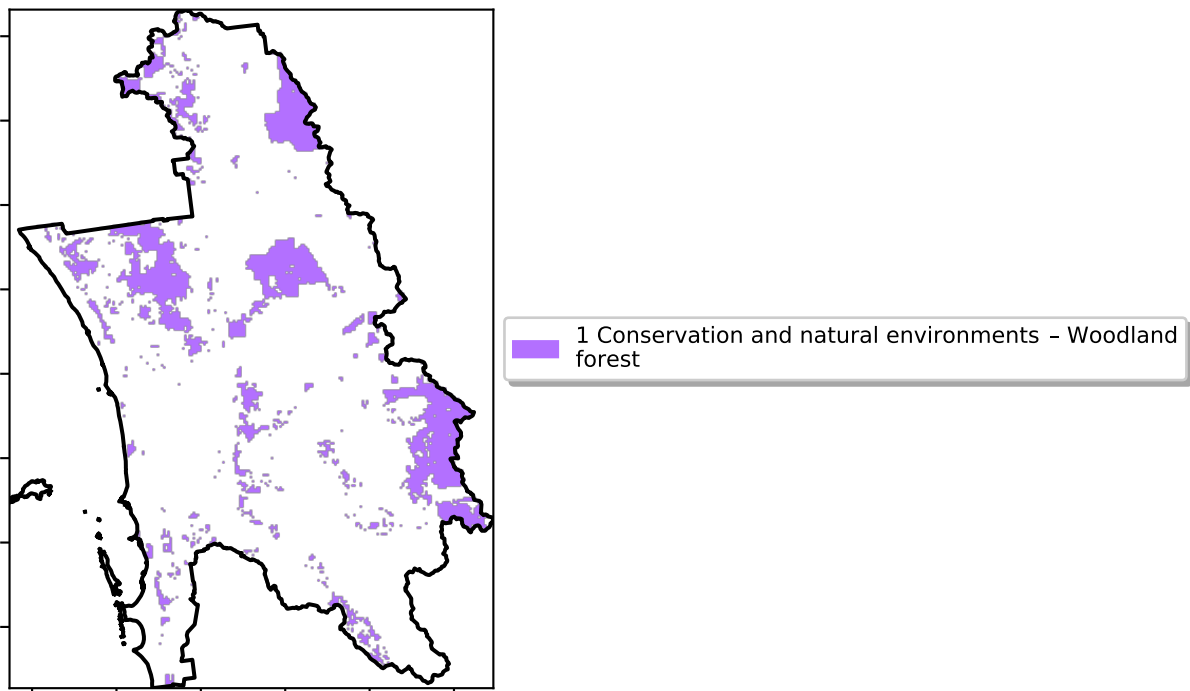 1 Conservation and natural environments – Woodland
forest